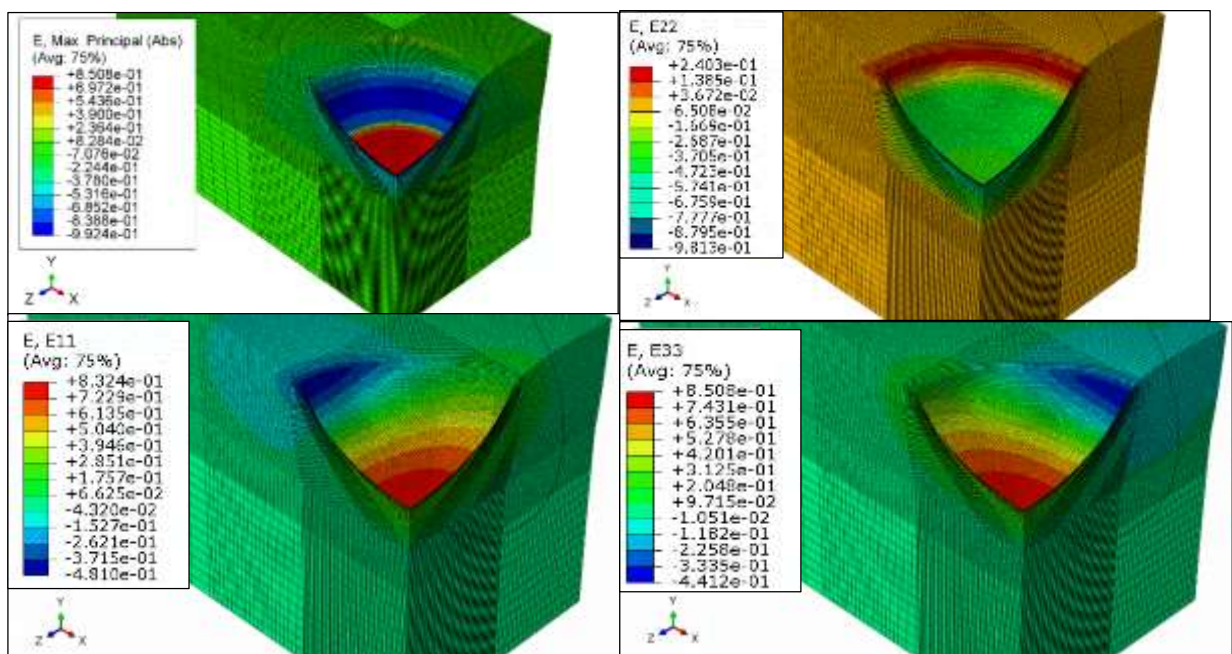 E, Max. Principal (Abs)
(Avg: 75%)
+8.508e-01
+6.972e-01
+5.436e-01
+3.900e-01
+2.364e-01
+8.284e-02
-7.076e-02
-2.244e-01
-3.780e-01
-5.316e-01
-6.852e-01
-8.388e-01
-9.924e-01
Y
Z X
E, E22
(Avg: 75%)
+2.403e-01
+1.385e-01
+3.672e-02
-6.508e-02
-1.669e-01
-2.687e-01
-3.705e-01
-4.723e-01
-5.741e-01
-6.759e-01
-7.777e-01
-8.795e-01
-9.813e-01
Y
Z X
E, E11
(Avg: 75%)
+8.324e-01
+7.229e-01
+6.135e-01
+5.040e-01
+3.946e-01
+2.851e-01
+1.757e-01
+6.625e-02
-4.320e-02
-1.527e-01
-2.621e-01
-3.715e-01
-4.810e-01
Y
Z X
E, E33
(Avg: 75%)
+8.508e-01
+7.431e-01
+6.355e-01
+5.278e-01
+4.201e-01
+3.125e-01
+2.048e-01
+9.715e-02
-1.051e-02
-1.182e-01
-2.258e-01
-3.335e-01
-4.412e-01
Y
Z X